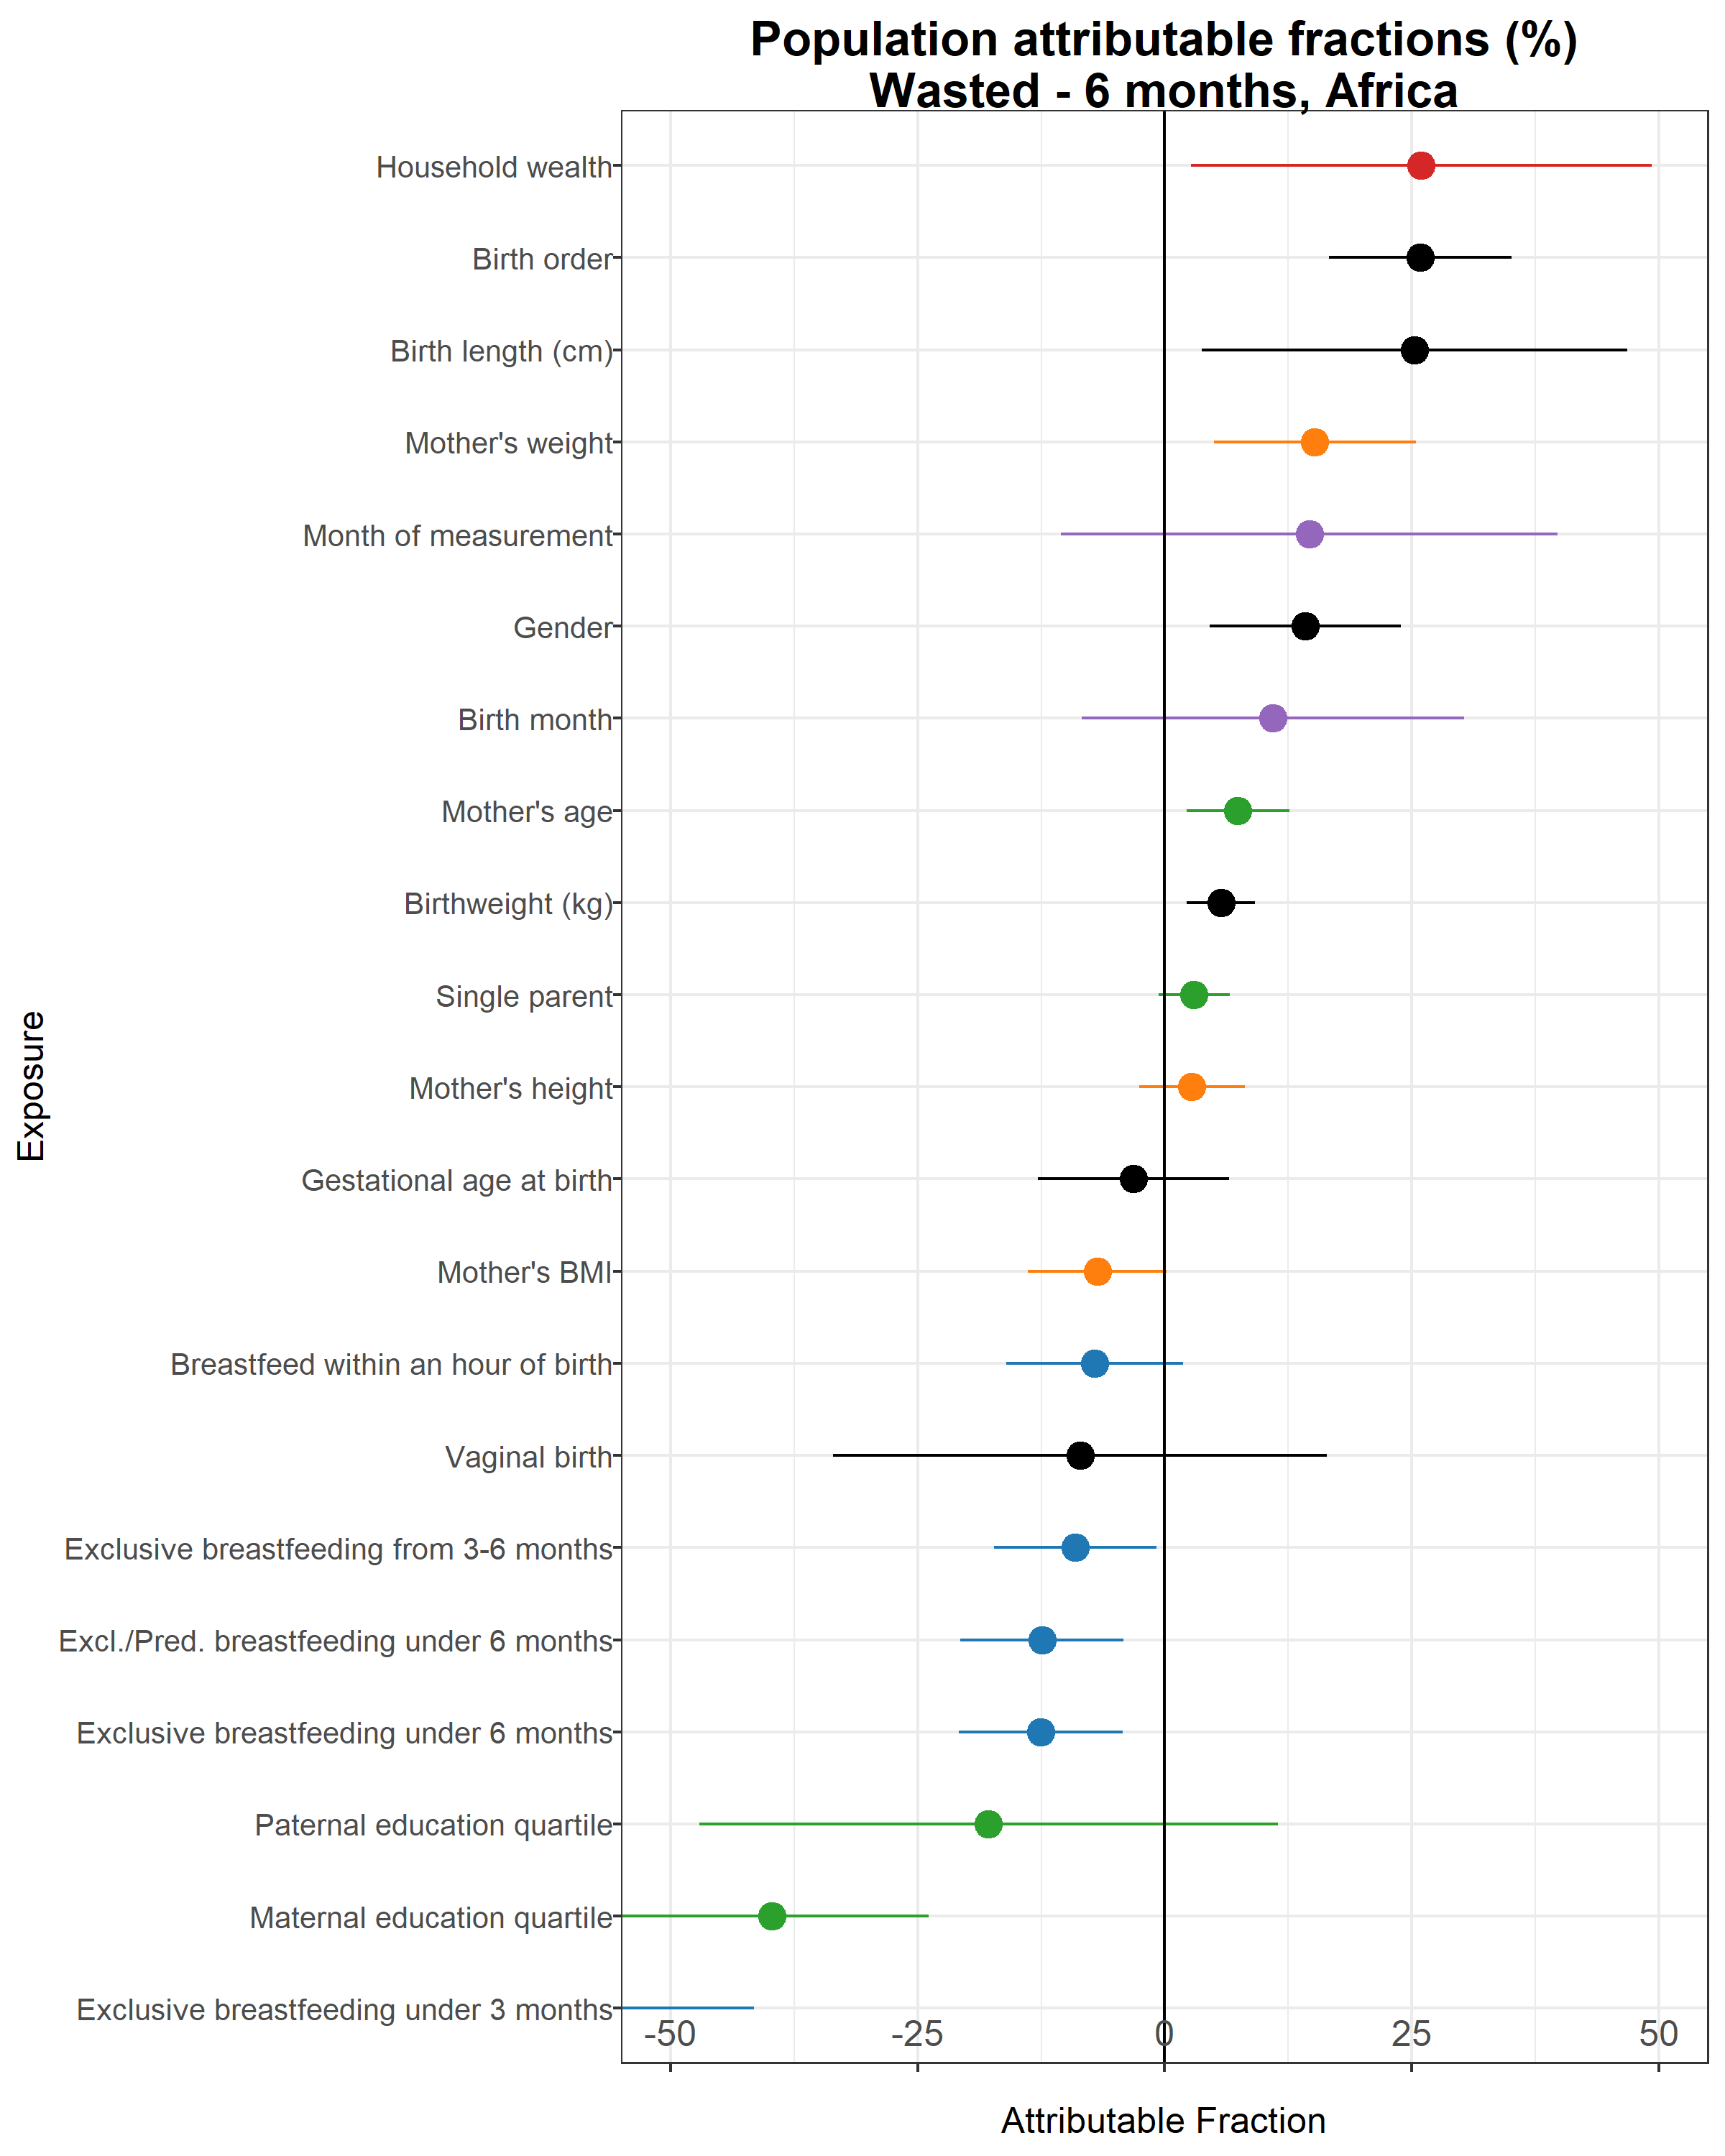 Population attributable fractions (%)
Wasted - 6 months, Africa
Household wealth
Birth order
Birth length (cm)
Mother's weight
Month of measurement
Gender
Birth month
Mother's age
Birthweight (kg)
Single parent
Mother's height
Gestational age at birth
Mother's BMI
Breastfeed within an hour of birth
Vaginal birth
Exclusive breastfeeding from 3-6 months
Excl./Pred. breastfeeding under 6 months
Exclusive breastfeeding under 6 months
Paternal education quartile
Maternal education quartile
Exclusive breastfeeding under 3 months
Exposure
-50 -25 0 25 50
Attributable Fraction